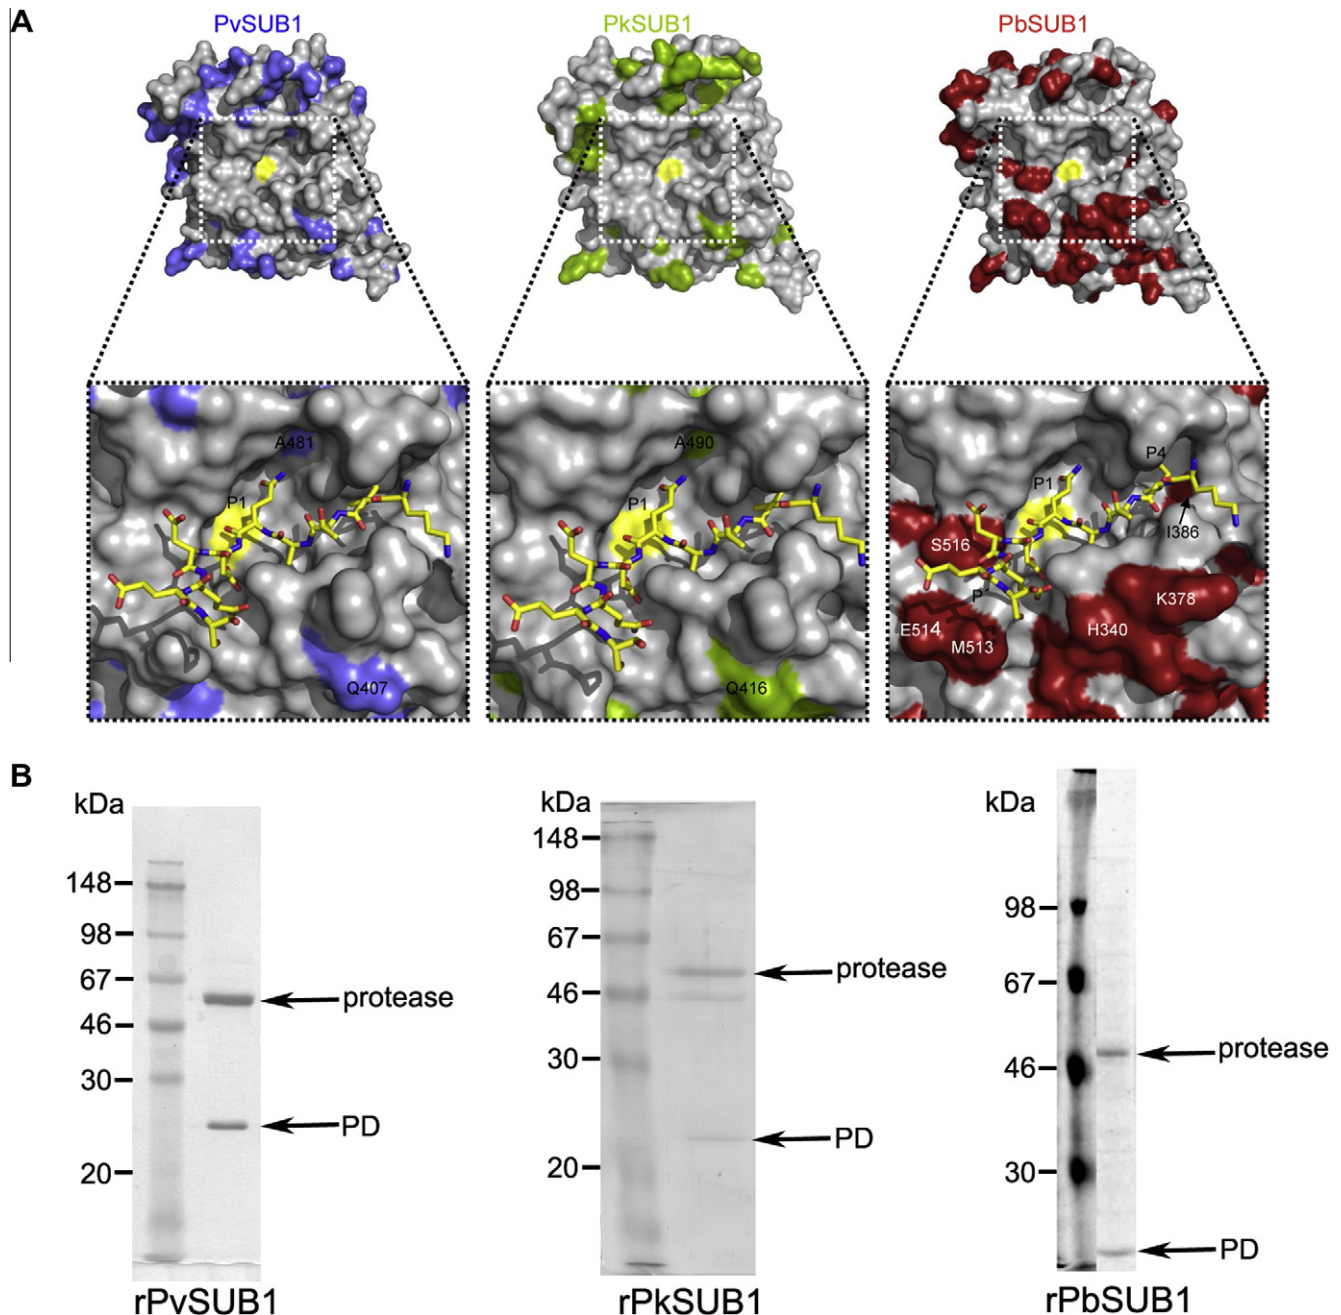 A
PvSUB1 PkSUB1 PbSUB1
A481 A490 P4
P1 P1 P1
I386
S516
K378
P'
E514 H340
M513
Q407 Q416
B
kDa kDa kDa
148 148
98 98 98
67 67 67
protease protease protease
46 46 46
30 30 30
PD PD PD
20 20
rPvSUB1 rPkSUB1 rPbSUB1